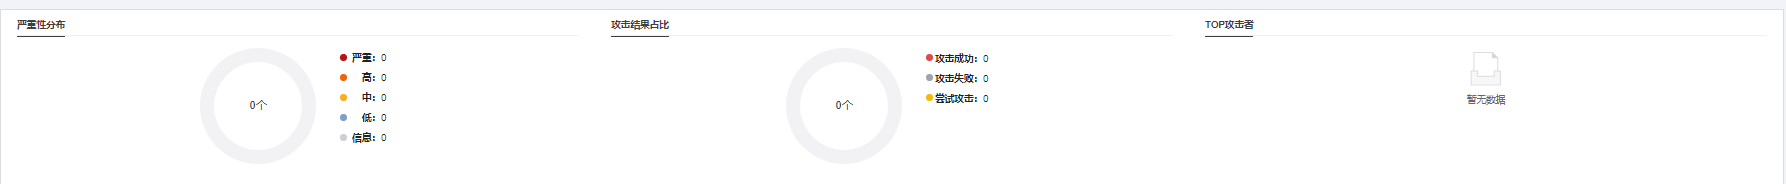 严重性分布
0个
严重：0
高：0
中：0
低：0
信息：0
攻击结果占比
0个
攻击成功：0
攻击失败：0
尝试攻击：0
TOP攻击者
暂无数据